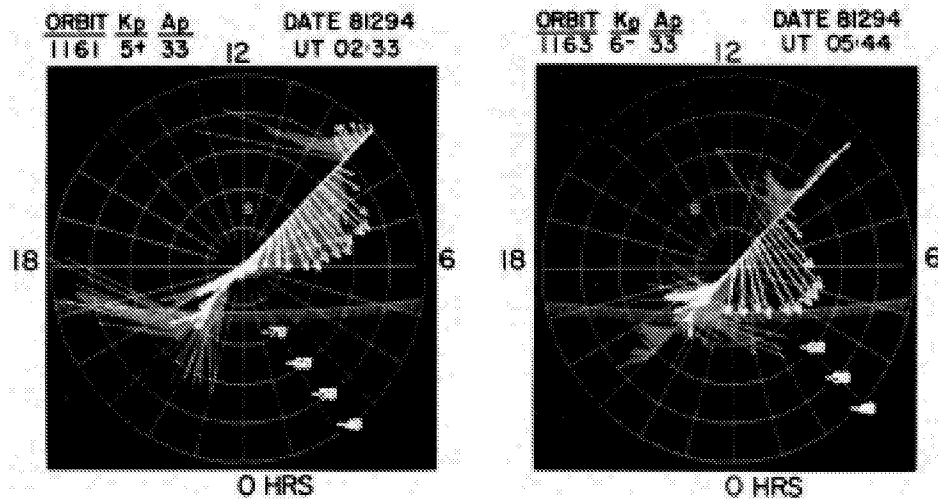 ORBIT Kp Ap DATE 81294
1161 5+ 33 UT 02:33
12
18
6
0 HRS
ORBIT Kp Ap DATE 81294
1163 6- 33 UT 05:44
12
18
6
0 HRS